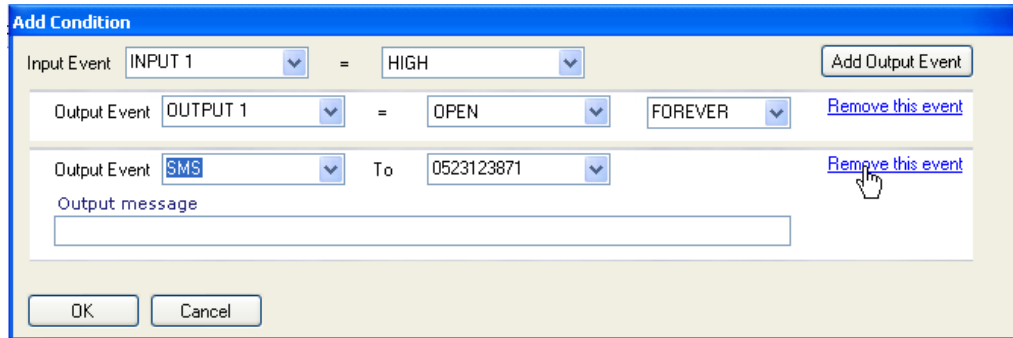 Add Condition
Input Event INPUT 1 = HIGH Add Output Event
Output Event OUTPUT 1 = OPEN FOREVER Remove this event
Output Event SMS To 0523123871 Remove this event
Output message
OK Cancel